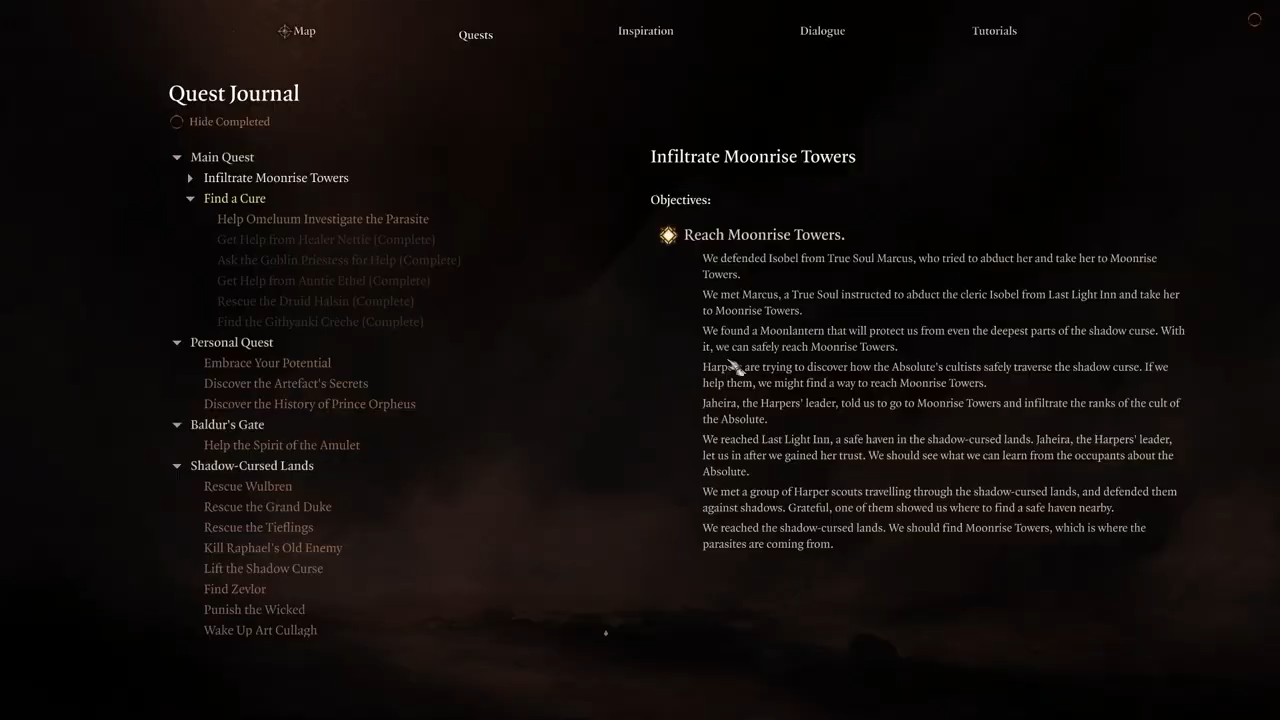 Map
Quests
Inspiration
Dialogue
Tutorials
Quest Journal
Hide Completed
Main Quest
Infiltrate Moonrise Towers
Find a Cure
Help Omeluum Investigate the Parasite
Get Help from Healer Nettie (Complete)
Ask the Goblin Priestess for Help (Complete)
Get Help from Auntie Ethel (Complete)
Rescue the Druid Halsin (Complete)
Find the Githyanki Crèche (Complete)
Personal Quest
Embrace Your Potential
Discover the Artefact's Secrets
Discover the History of Prince Orpheus
Baldur's Gate
Help the Spirit of the Amulet
Shadow-Cursed Lands
Rescue Wulbren
Rescue the Grand Duke
Rescue the Tieflings
Kill Raphael's Old Enemy
Lift the Shadow Curse
Find Zevlor
Punish the Wicked
Wake Up Art Cullagh
Infiltrate Moonrise Towers
Objectives:
Reach Moonrise Towers.
We defended Isobel from True Soul Marcus, who tried to abduct her and take her to Moonrise
Towers.
We met Marcus, a True Soul instructed to abduct the cleric Isobel from Last Light Inn and take her
to Moonrise Towers.
We found a Moonlantern that will protect us from even the deepest parts of the shadow curse. With
it, we can safely reach Moonrise Towers.
Harpers are trying to discover how the Absolute's cultists safely traverse the shadow curse. If we
help them, we might find a way to reach Moonrise Towers.
Jaheira, the Harpers' leader, told us to go to Moonrise Towers and infiltrate the ranks of the cult of
the Absolute.
We reached Last Light Inn, a safe haven in the shadow-cursed lands. Jaheira, the Harpers' leader,
let us in after we gained her trust. We should see what we can learn from the occupants about the
Absolute.
We met a group of Harper scouts travelling through the shadow-cursed lands, and defended them
against shadows. Grateful, one of them showed us where to find a safe haven nearby.
We reached the shadow-cursed lands. We should find Moonrise Towers, which is where the
parasites are coming from.